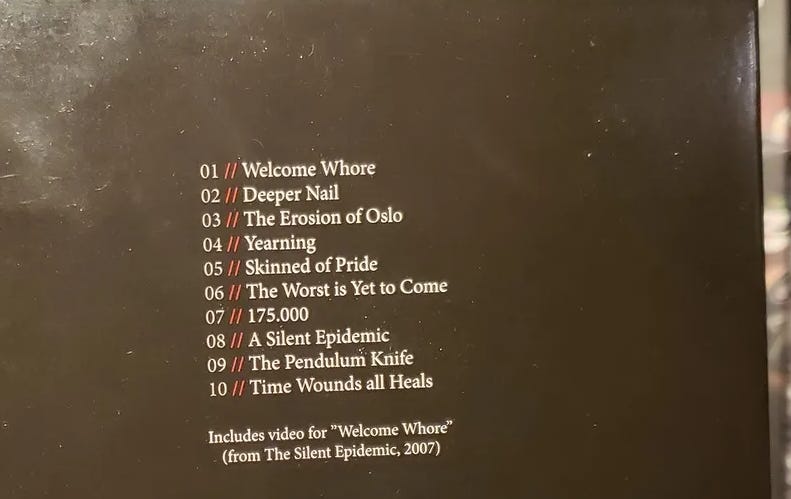 01 // Welcome Whore
02 // Deeper Nail
03 // The Erosion of Oslo
04 // Yearning
05 // Skinned of Pride
06 // The Worst is Yet to Come
07 // 175.000
08 // A Silent Epidemic
09 // The Pendulum Knife
10 // Time Wounds all Heals
Includes video for ”Welcome Whore”
(from The Silent Epidemic, 2007)